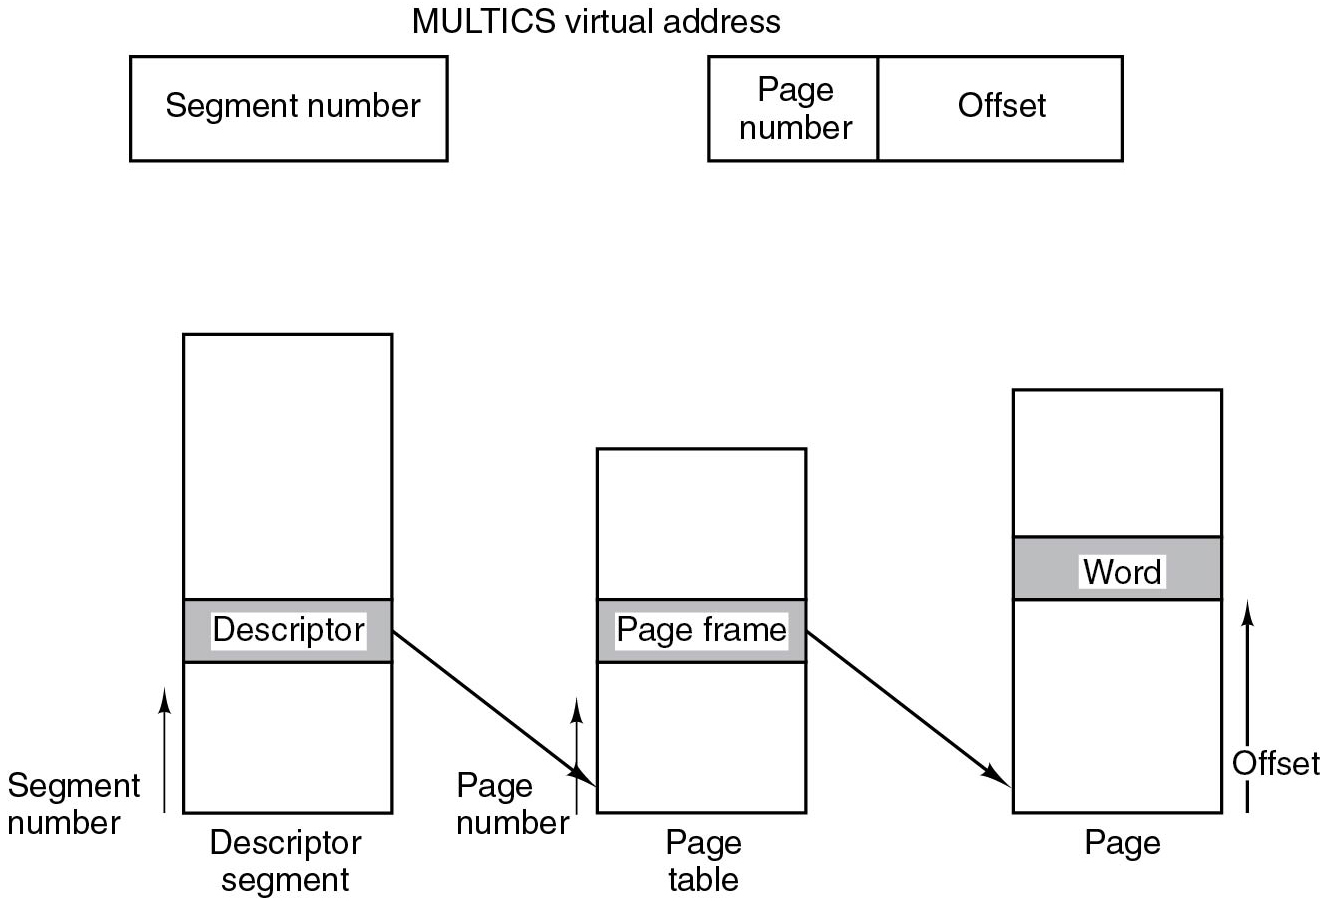 MULTICS virtual address
Segment number
Page
number
Offset
Descriptor
Page frame
Word
Segment
number
Page
number
Offset
Descriptor
segment
Page
table
Page